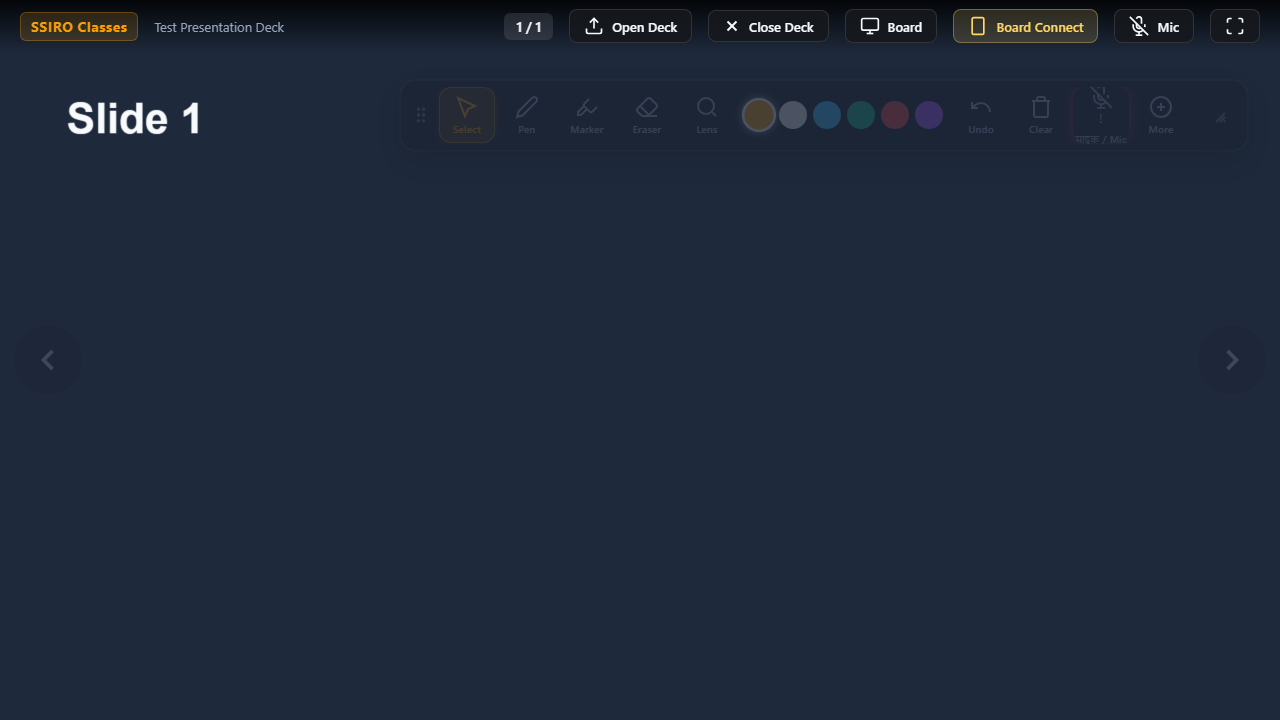 SSIRO Classes
Test Presentation Deck
1 / 1
Open Deck
Close Deck
Board
Board Connect
Mic
Slide 1
Select
Pen
Marker
Eraser
Lens
Undo
Clear
!
/ Mic
More